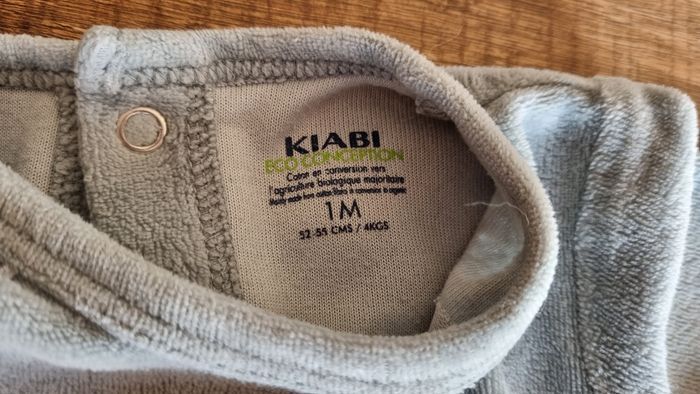 KIABI
ECO CONCEPTION
Coton en conversion vers
l'agriculture biologique majoritaire
1M
52-55 CMS / 4KGS